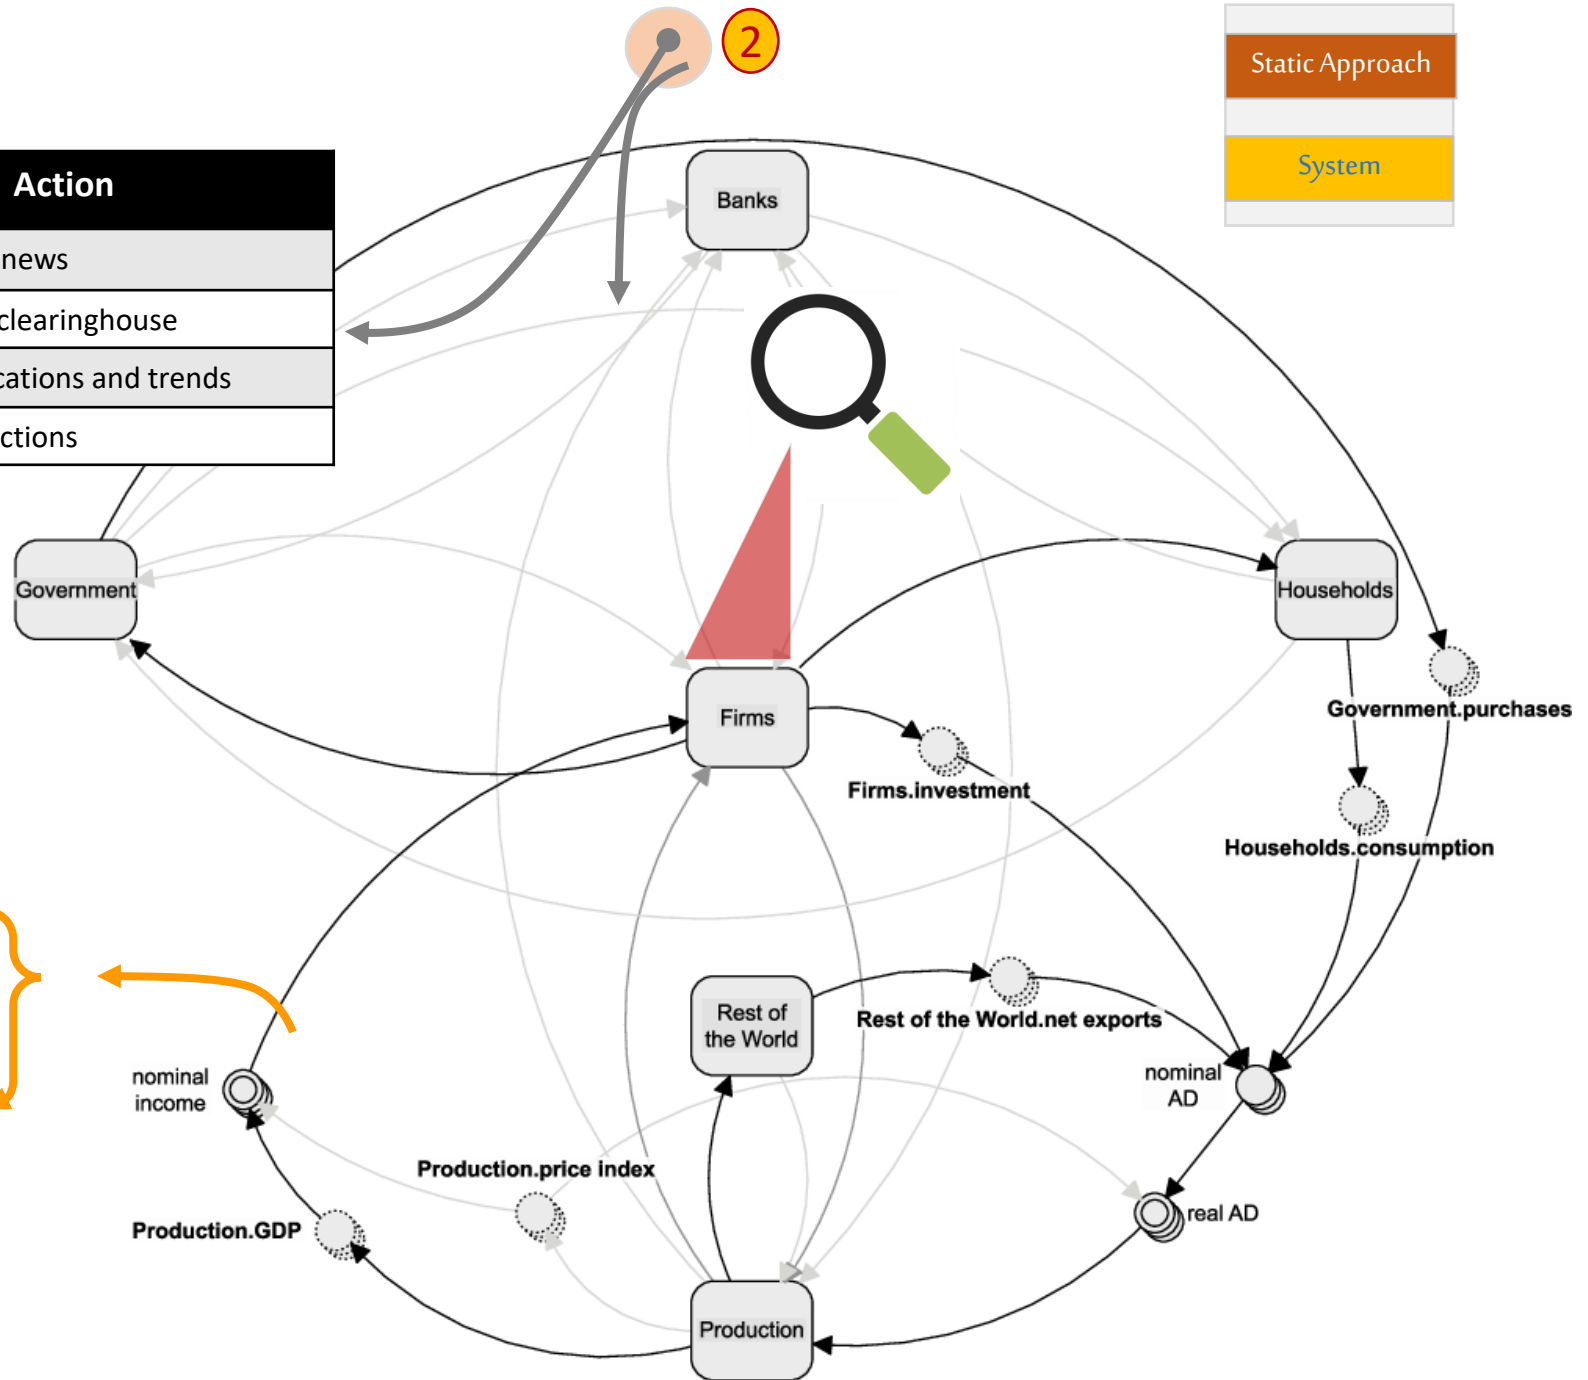 2
Static Approach
System
Action
news
clearinghouse
cations and trends
ctions
Banks
Government
Households
Firms
Government.purchases
Firms.investment
Households.consumption
Rest of
the World
Rest of the World.net exports
nominal
income
nominal
AD
Production.price index
Production.GDP
real AD
Production